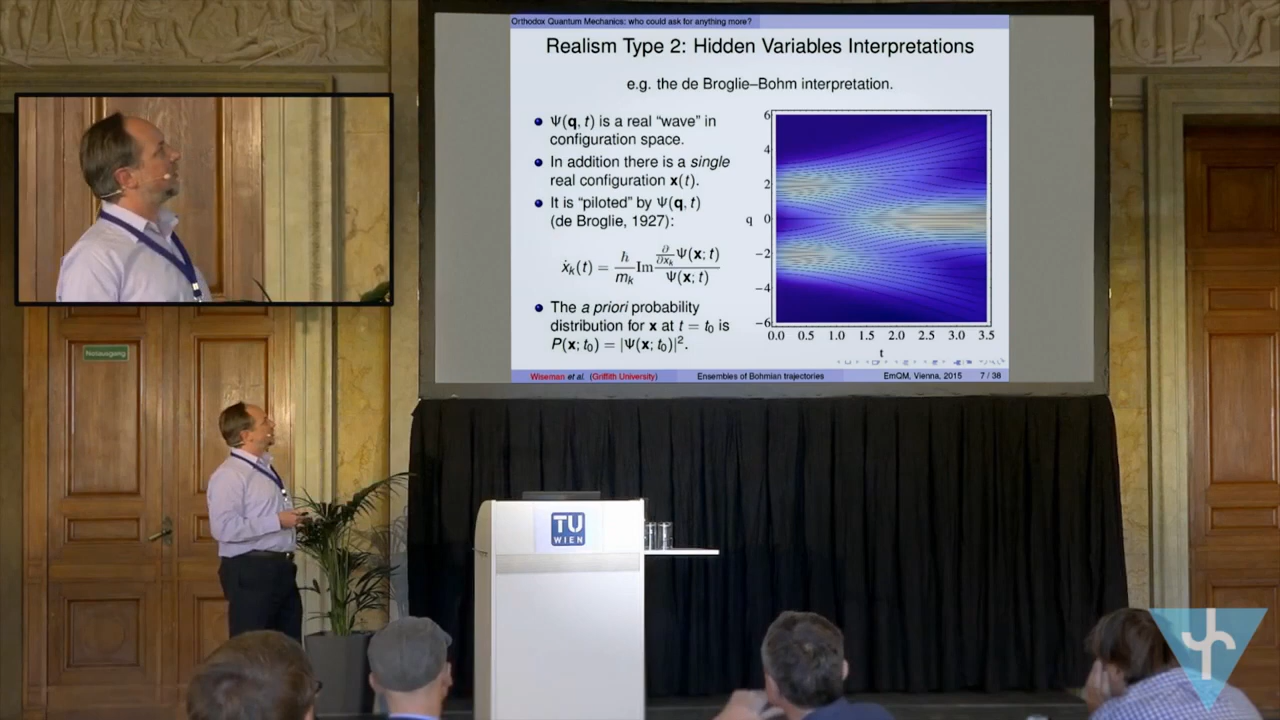 Orthodox Quantum Mechanics: who could ask for anything more?
Realism Type 2: Hidden Variables Interpretations
e.g. the de Broglie–Bohm interpretation.
Ψ(q, t) is a real “wave” in
configuration space.
In addition there is a single
real configuration x(t).
It is “piloted” by Ψ(q, t)
(de Broglie, 1927):
ẋₖ(t) = ℏ/mₖ Im ∂/∂xₖ Ψ(x; t) / Ψ(x; t)
The a priori probability
distribution for x at t = t₀ is
P(x; t₀) = |Ψ(x; t₀)|².
6
4
2
q 0
−2
−4
−6
0.0 0.5 1.0 1.5 2.0 2.5 3.0 3.5
t
Wiseman et al. (Griffith University) Ensembles of Bohmian trajectories EmQM, Vienna, 2015 7 / 38
Notausgang
TU
WIEN